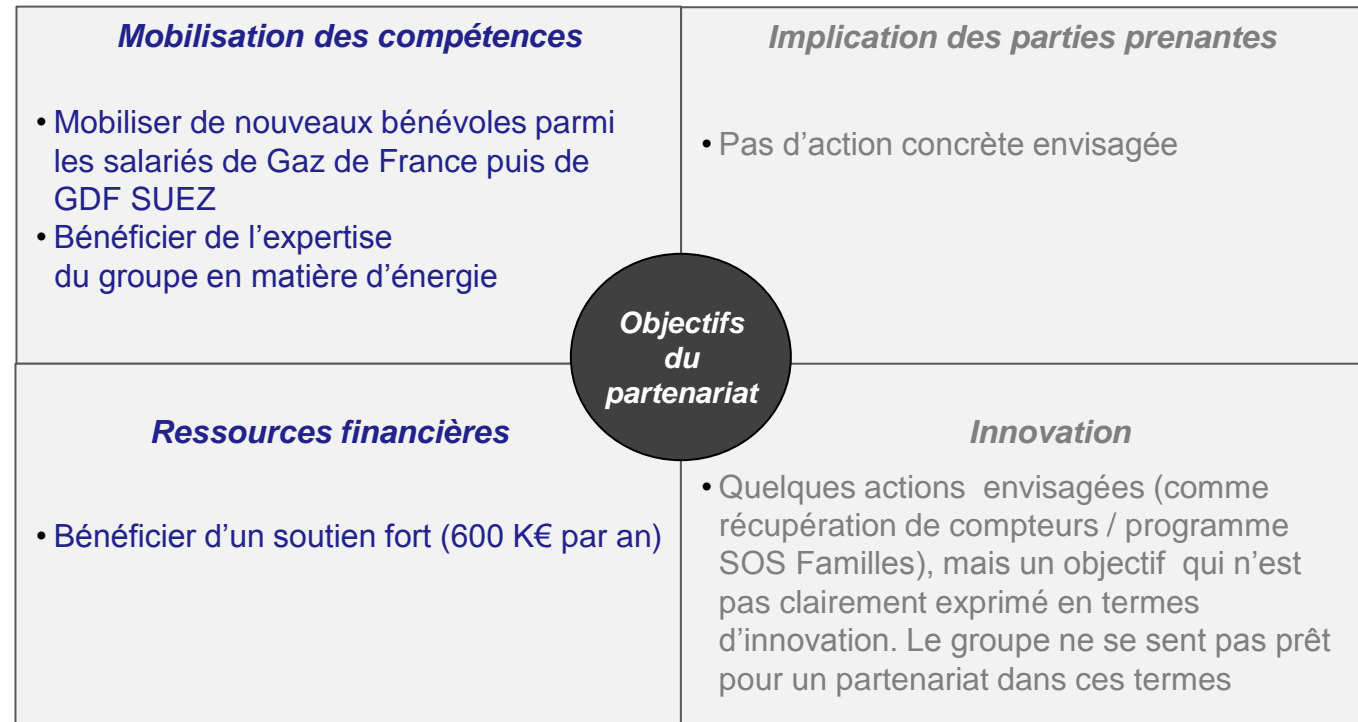 Mobilisation des compétences
• Mobiliser de nouveaux bénévoles parmi
les salariés de Gaz de France puis de
GDF SUEZ
• Bénéficier de l’expertise
du groupe en matière d’énergie
Implication des parties prenantes
• Pas d’action concrète envisagée
Objectifs
du
partenariat
Ressources financières
• Bénéficier d’un soutien fort (600 K€ par an)
Innovation
• Quelques actions envisagées (comme
récupération de compteurs / programme
SOS Familles), mais un objectif qui n’est
pas clairement exprimé en termes
d’innovation. Le groupe ne se sent pas prêt
pour un partenariat dans ces termes